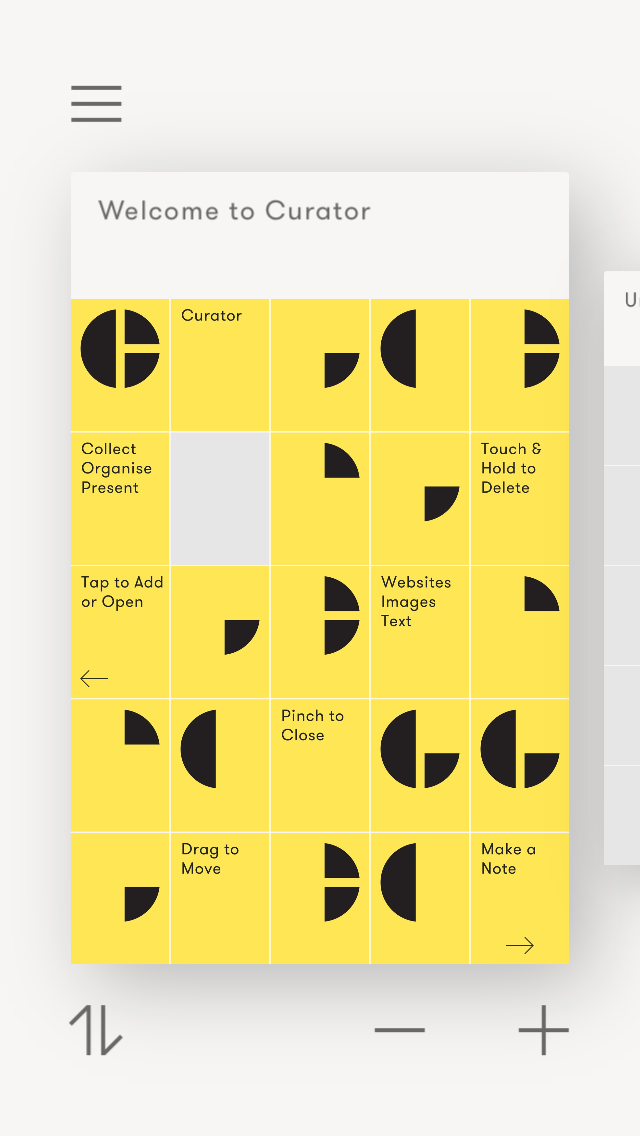 Welcome to Curator
Curator
Collect
Organise
Present
Touch &
Hold to
Delete
Tap to Add
or Open
Websites
Images
Text
Pinch to
Close
Drag to
Move
Make a
Note